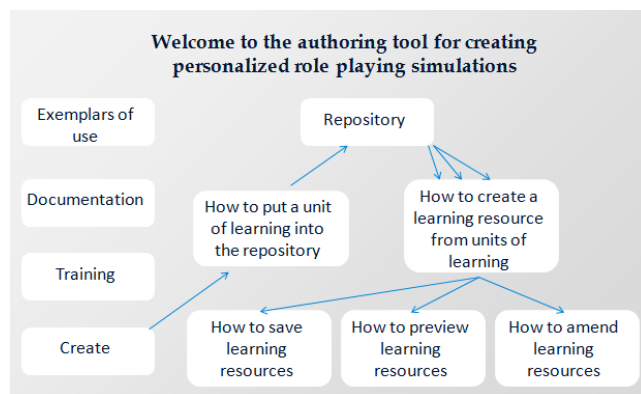 Welcome to the authoring tool for creating
personalized role playing simulations
Exemplars of
use
Repository
Documentation
How to put a unit
of learning into
the repository
How to create a
learning resource
from units of
learning
Training
Create
How to save
learning
resources
How to preview
learning
resources
How to amend
learning
resources